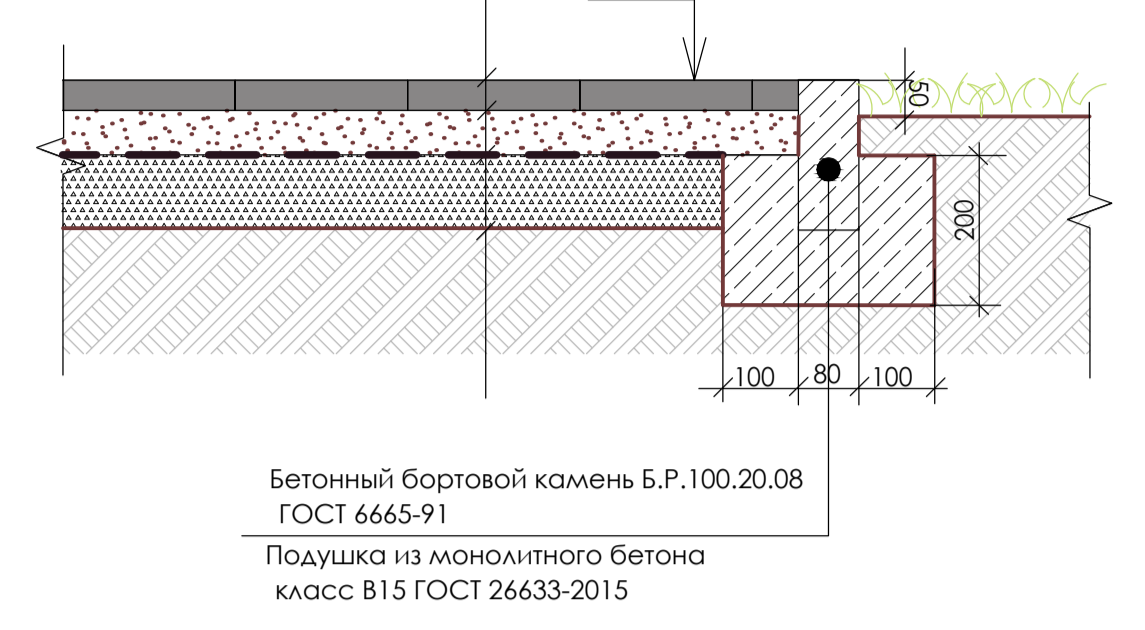 50
200
100
80
100
Бетонный бортовой камень Б.Р.100.20.08
ГОСТ 6665-91
Подушка из монолитного бетона
класс В15 ГОСТ 26633-2015